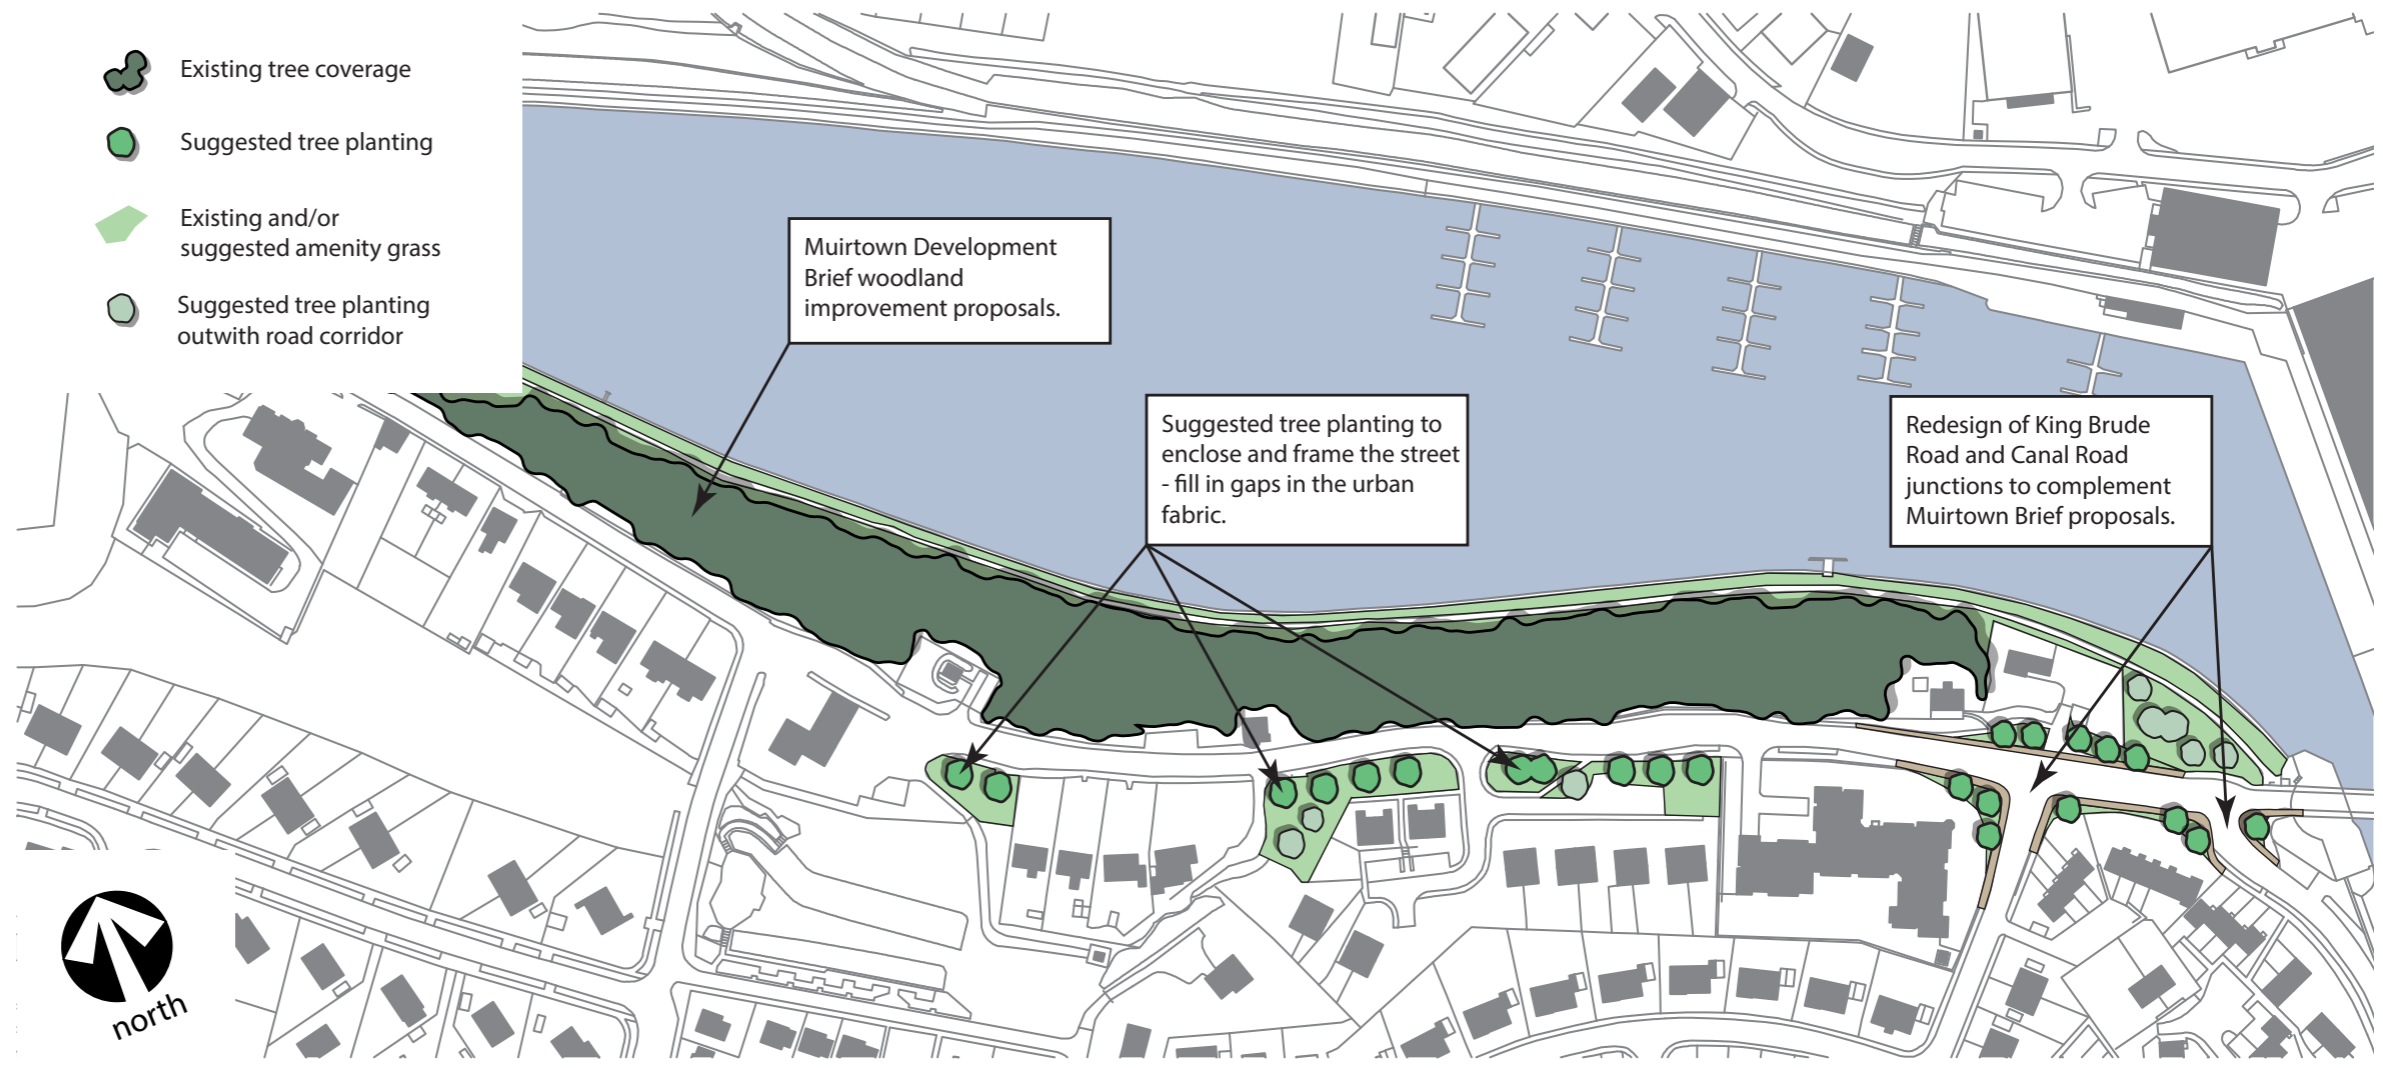 Existing tree coverage
Suggested tree planting
Existing and/or
suggested amenity grass
Suggested tree planting
outwith road corridor
Muirtown Development
Brief woodland
improvement proposals.
Suggested tree planting to
enclose and frame the street
- fill in gaps in the urban
fabric.
Redesign of King Brude
Road and Canal Road
junctions to complement
Muirtown Brief proposals.
north